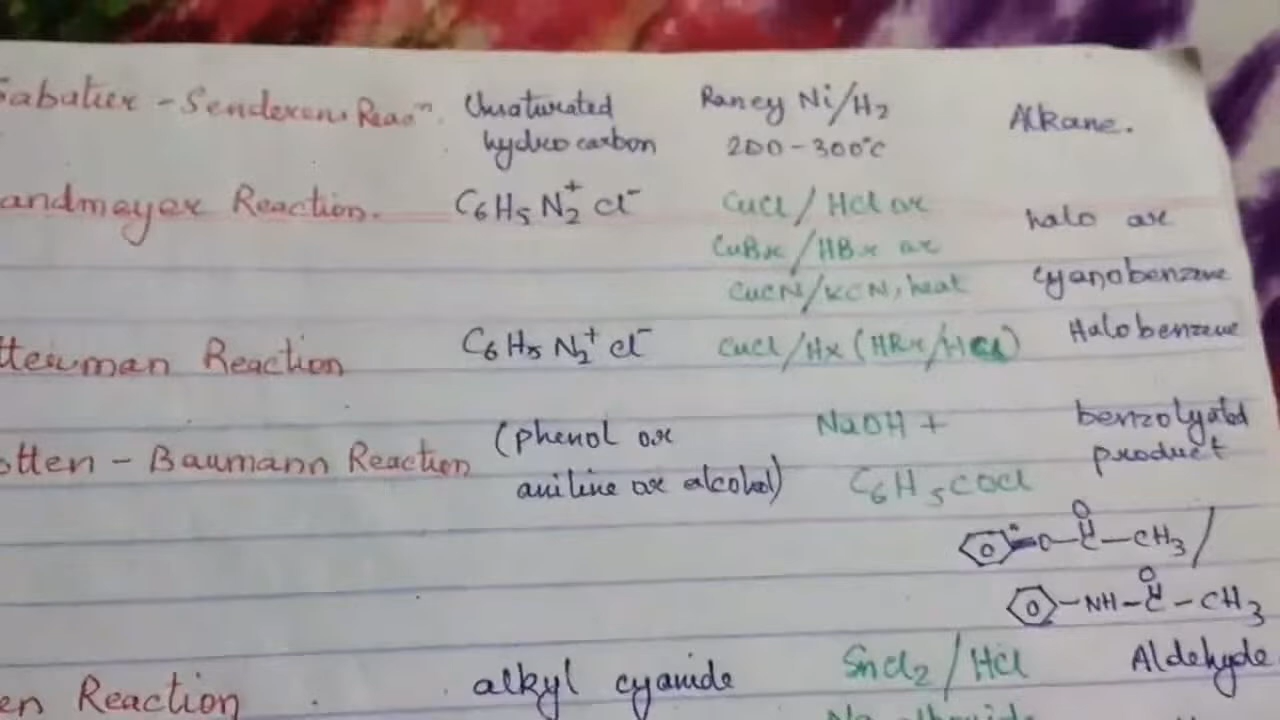 Sabatier - Senderens Reacn. Unsaturated Raney Ni/H2 Alkane.
hydrocarbon 200-300°C
andmeyer Reaction. C6H5N2+ Cl- CuCl / HCl or halo or
CuBr / HBr or
CuCN/KCN, heat cyanobenzene
tterman Reaction C6H5N2+ Cl- CuCl/HX (HBr/HCl) Halobenzene
otten - Baumann Reaction (phenol or NaOH + benzolyated
aniline or alcohol) C6H5COCl product
O
O-C-CH3 /
O
NH-C-CH3
en Reaction alkyl cyanide SnCl2 / HCl Aldehyde